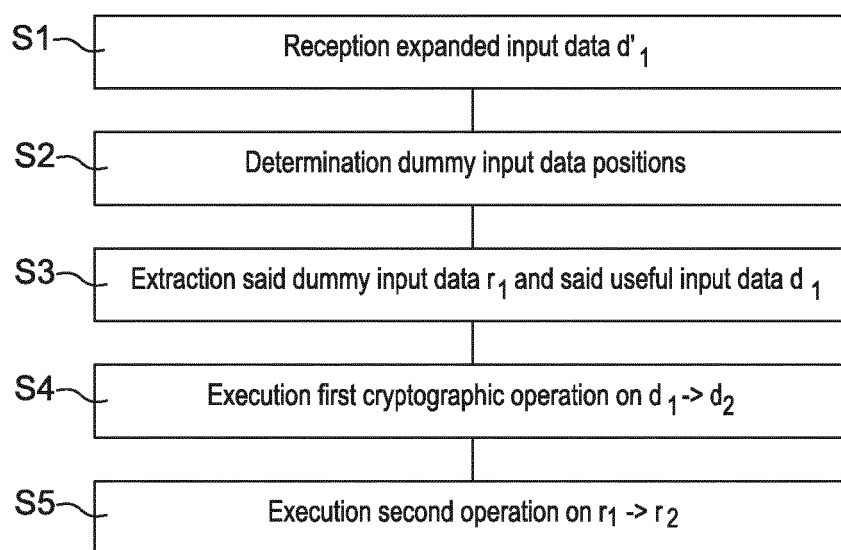 S1 Reception expanded input data d'1
S2 Determination dummy input data positions
S3 Extraction said dummy input data r1 and said useful input data d1
S4 Execution first cryptographic operation on d1 -> d2
S5 Execution second operation on r1 -> r2